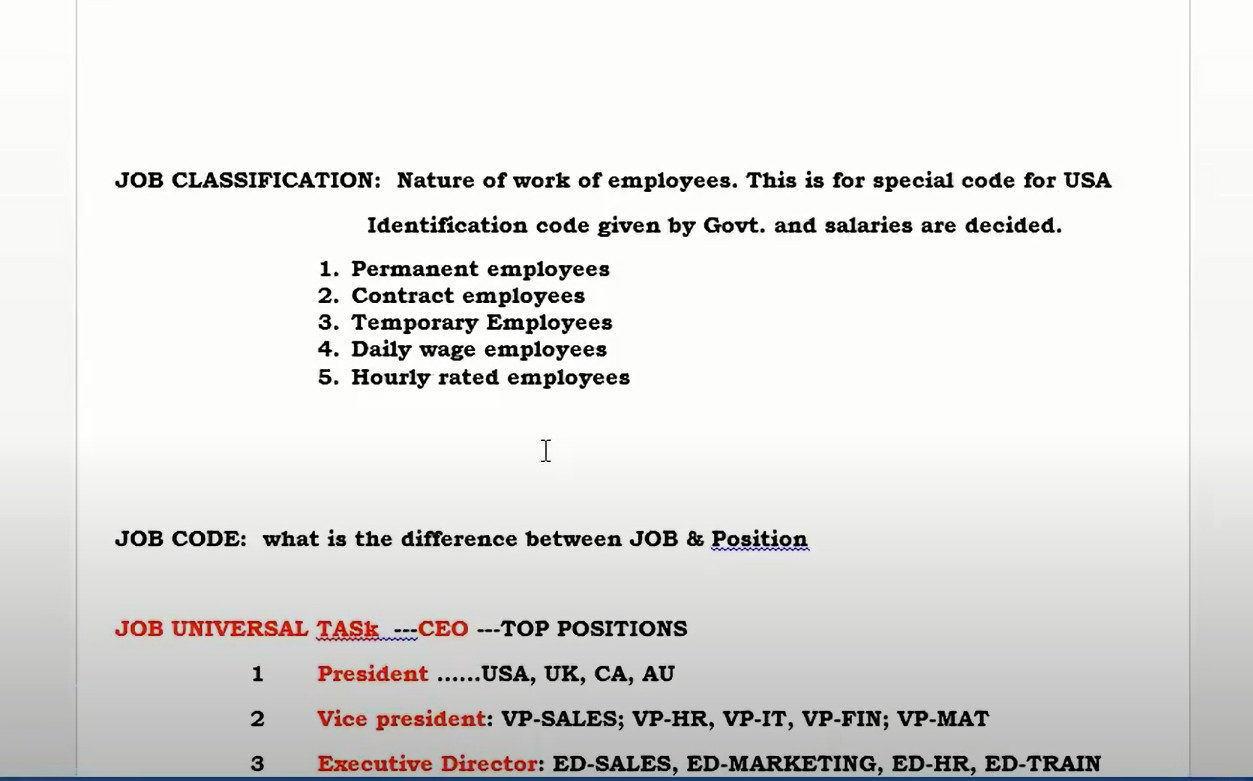 JOB CLASSIFICATION: Nature of work of employees. This is for special code for USA
Identification code given by Govt. and salaries are decided.
1. Permanent employees
2. Contract employees
3. Temporary Employees
4. Daily wage employees
5. Hourly rated employees
JOB CODE: what is the difference between JOB & Position
JOB UNIVERSAL TASk ---CEO ---TOP POSITIONS
1 President ......USA, UK, CA, AU
2 Vice president: VP-SALES; VP-HR, VP-IT, VP-FIN; VP-MAT
3 Executive Director: ED-SALES, ED-MARKETING, ED-HR, ED-TRAIN